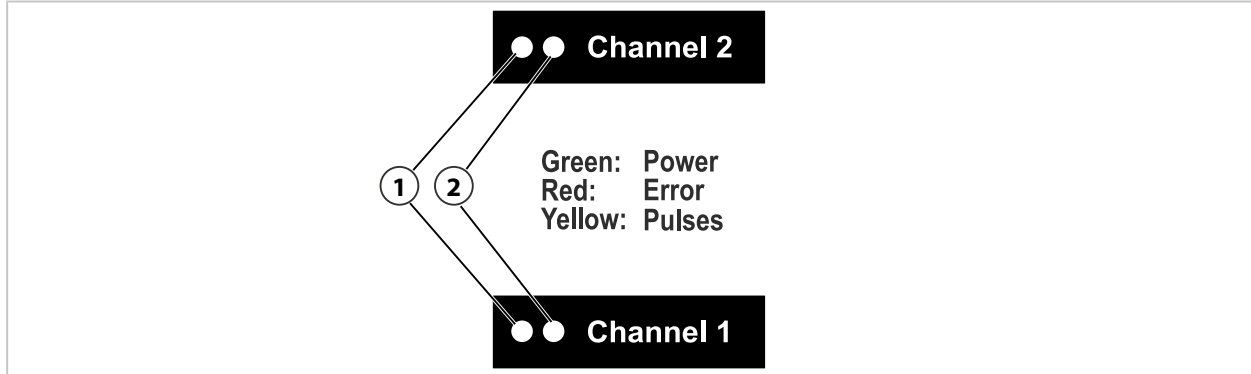 Channel 2
1 2
Green: Power
Red: Error
Yellow: Pulses
Channel 1